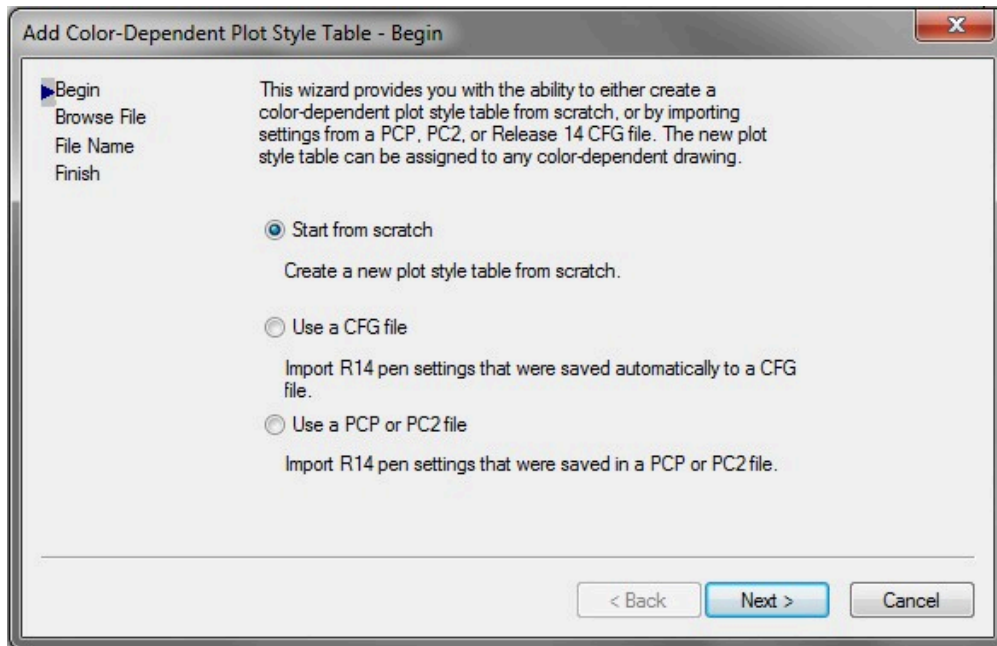 Add Color-Dependent Plot Style Table - Begin
Begin
Browse File
File Name
Finish
This wizard provides you with the ability to either create a
color-dependent plot style table from scratch, or by importing
settings from a PCP, PC2, or Release 14 CFG file. The new plot
style table can be assigned to any color-dependent drawing.
Start from scratch
Create a new plot style table from scratch.
Use a CFG file
Import R14 pen settings that were saved automatically to a CFG
file.
Use a PCP or PC2 file
Import R14 pen settings that were saved in a PCP or PC2 file.
< Back
Next >
Cancel